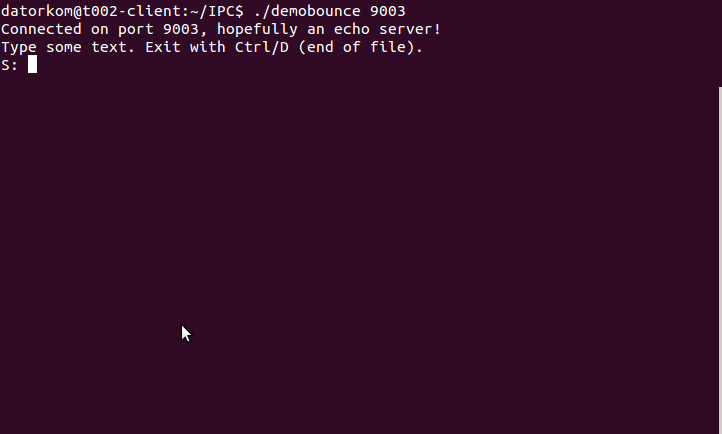 datorkom@t002-client:~/IPC$ ./demobounce 9003
Connected on port 9003, hopefully an echo server!
Type some text. Exit with Ctrl/D (end of file).
S: